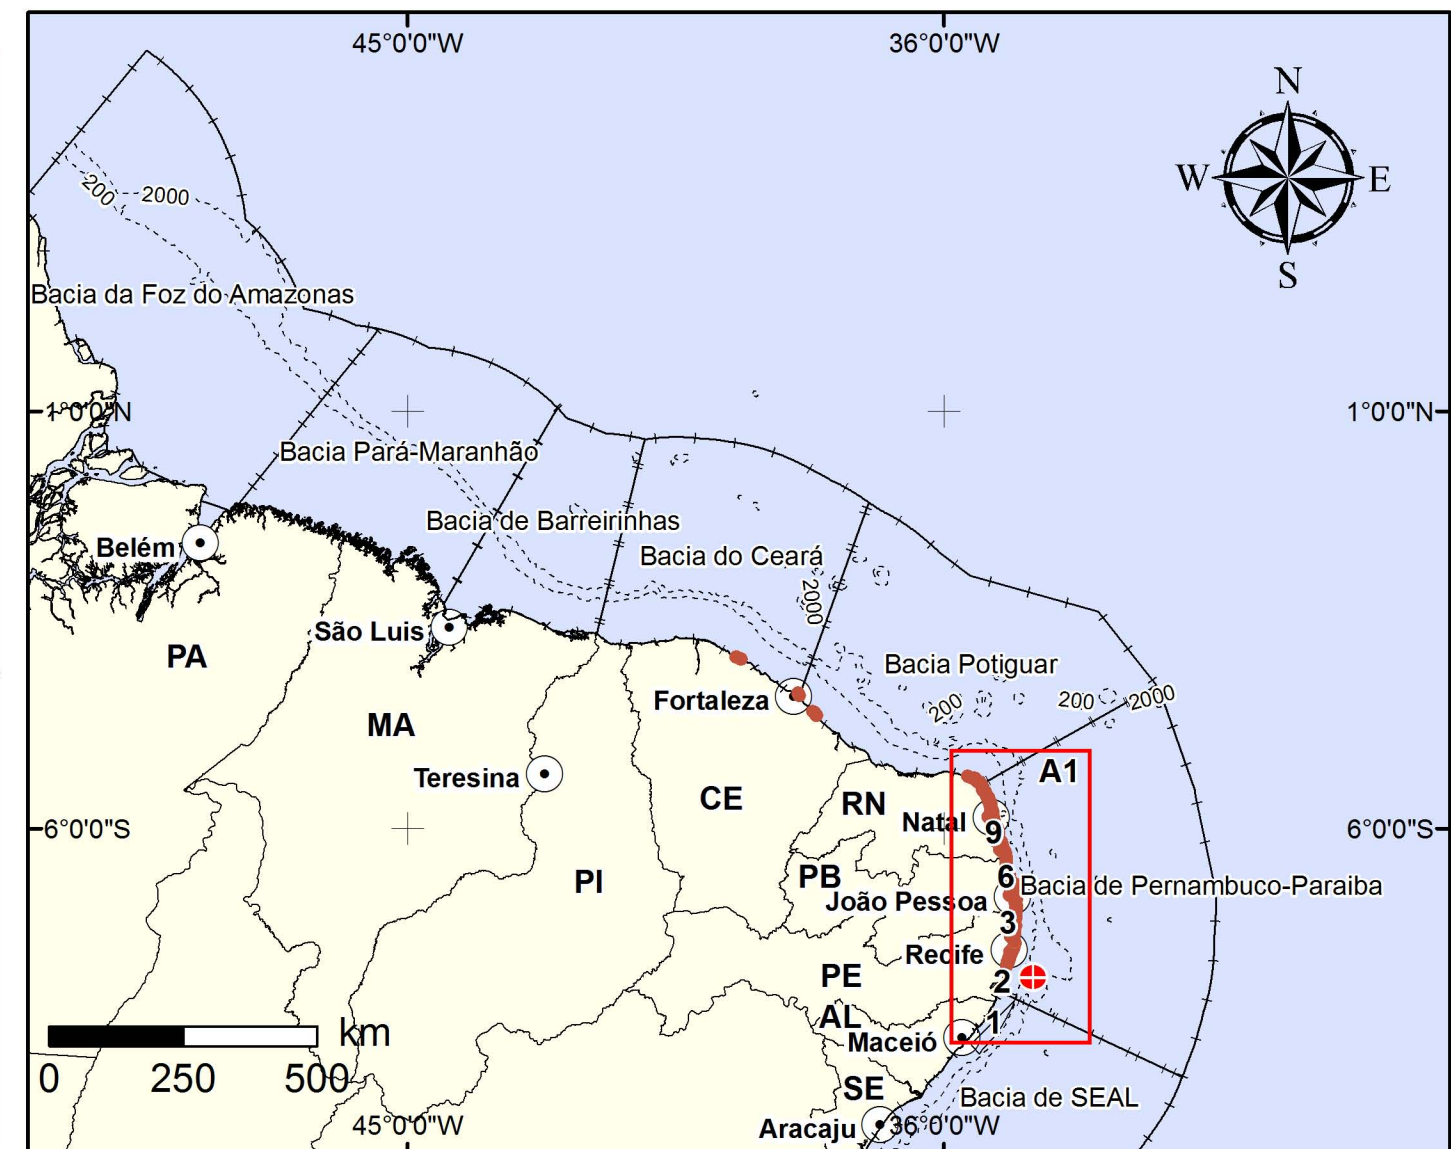 45°0'0"W
36°0'0"W
N
W
E
S
200
2000
Bacia da Foz do Amazonas
1°0'0"N
1°0'0"N
Bacia Pará-Maranhão
Bacia de Barreirinhas
Belém
Bacia do Ceará
2000
São Luis
PA
Bacia Potiguar
Fortaleza
200
200
2000
MA
Teresina
A1
CE
RN
Natal
9
6°0'0"S
6°0'0"S
PI
PB
6
Bacia de Pernambuco-Paraiba
João Pessoa
3
Recife
PE
2
AL
1
Maceió
km
0
250
500
SE
Bacia de SEAL
45°0'0"W
Aracaju
36°0'0"W